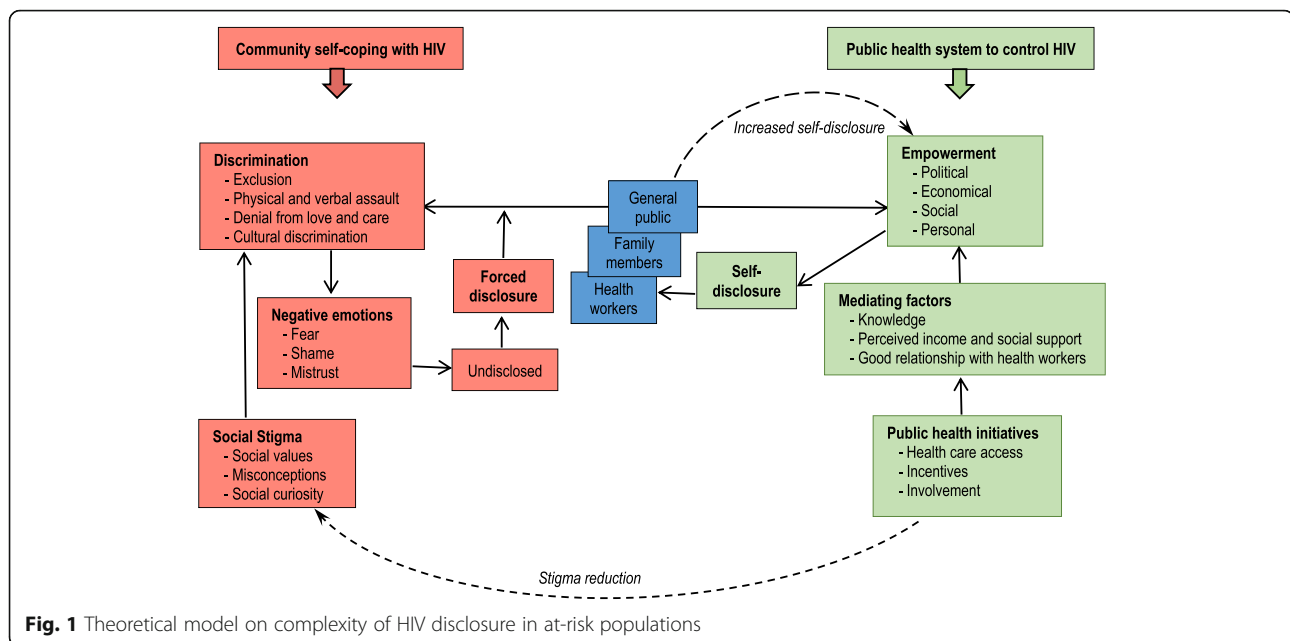 Community self-coping with HIV
Public health system to control HIV
Increased self-disclosure
Discrimination
- Exclusion
- Physical and verbal assault
- Denial from love and care
- Cultural discrimination
General
public
Family
members
Health
workers
Empowerment
- Political
- Economical
- Social
- Personal
Forced
disclosure
Self-
disclosure
Negative emotions
- Fear
- Shame
- Mistrust
Undisclosed
Mediating factors
- Knowledge
- Perceived income and social support
- Good relationship with health workers
Social Stigma
- Social values
- Misconceptions
- Social curiosity
Public health initiatives
- Health care access
- Incentives
- Involvement
Stigma reduction
Fig. 1 Theoretical model on complexity of HIV disclosure in at-risk populations